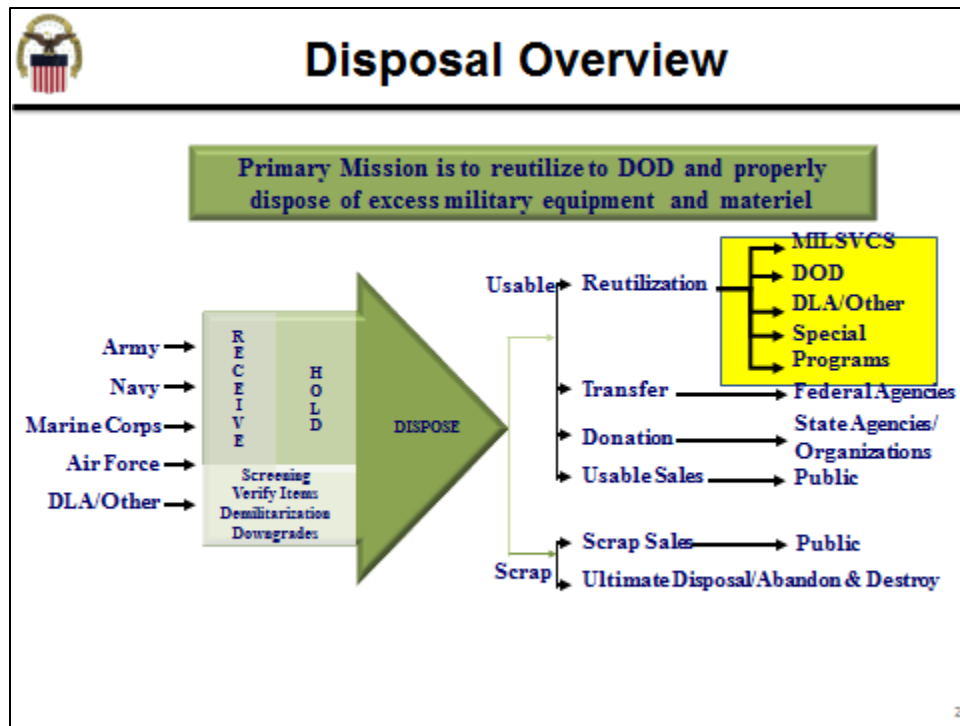 Disposal Overview
Primary Mission is to reutilize to DOD and properly
dispose of excess military equipment and materiel
Army
Navy
Marine Corps
Air Force
DLA/Other
RECEIVE
HOLD
Screening
Verify Items
Demilitarization
Downgrades
DISPOSE
Usable
Reutilization
MILSVCS
DOD
DLA/Other
Special
Programs
Transfer
Federal Agencies
Donation
State Agencies/
Organizations
Usable Sales
Public
Scrap
Scrap Sales
Public
Ultimate Disposal/Abandon & Destroy
2